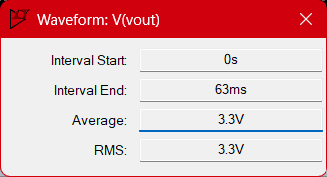 Waveform: V(vout)
Interval Start: 0s
Interval End: 63ms
Average: 3.3V
RMS: 3.3V